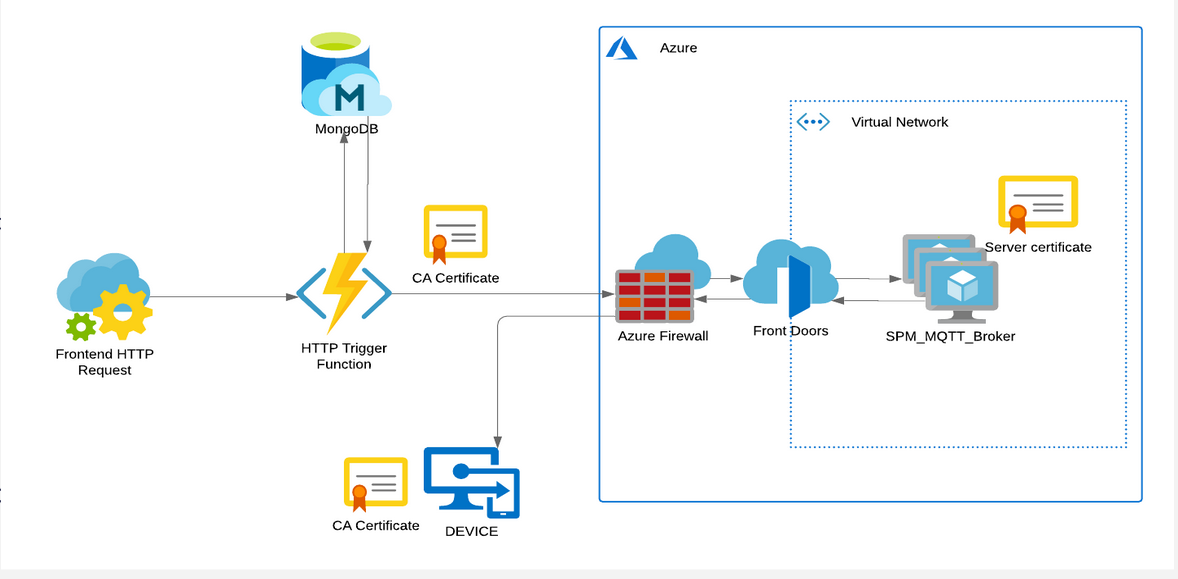 Azure
Virtual Network
M
MongoDB
Server certificate
CA Certificate
Frontend HTTP
Request
HTTP Trigger
Function
Azure Firewall
Front Doors
SPM_MQTT_Broker
CA Certificate
DEVICE